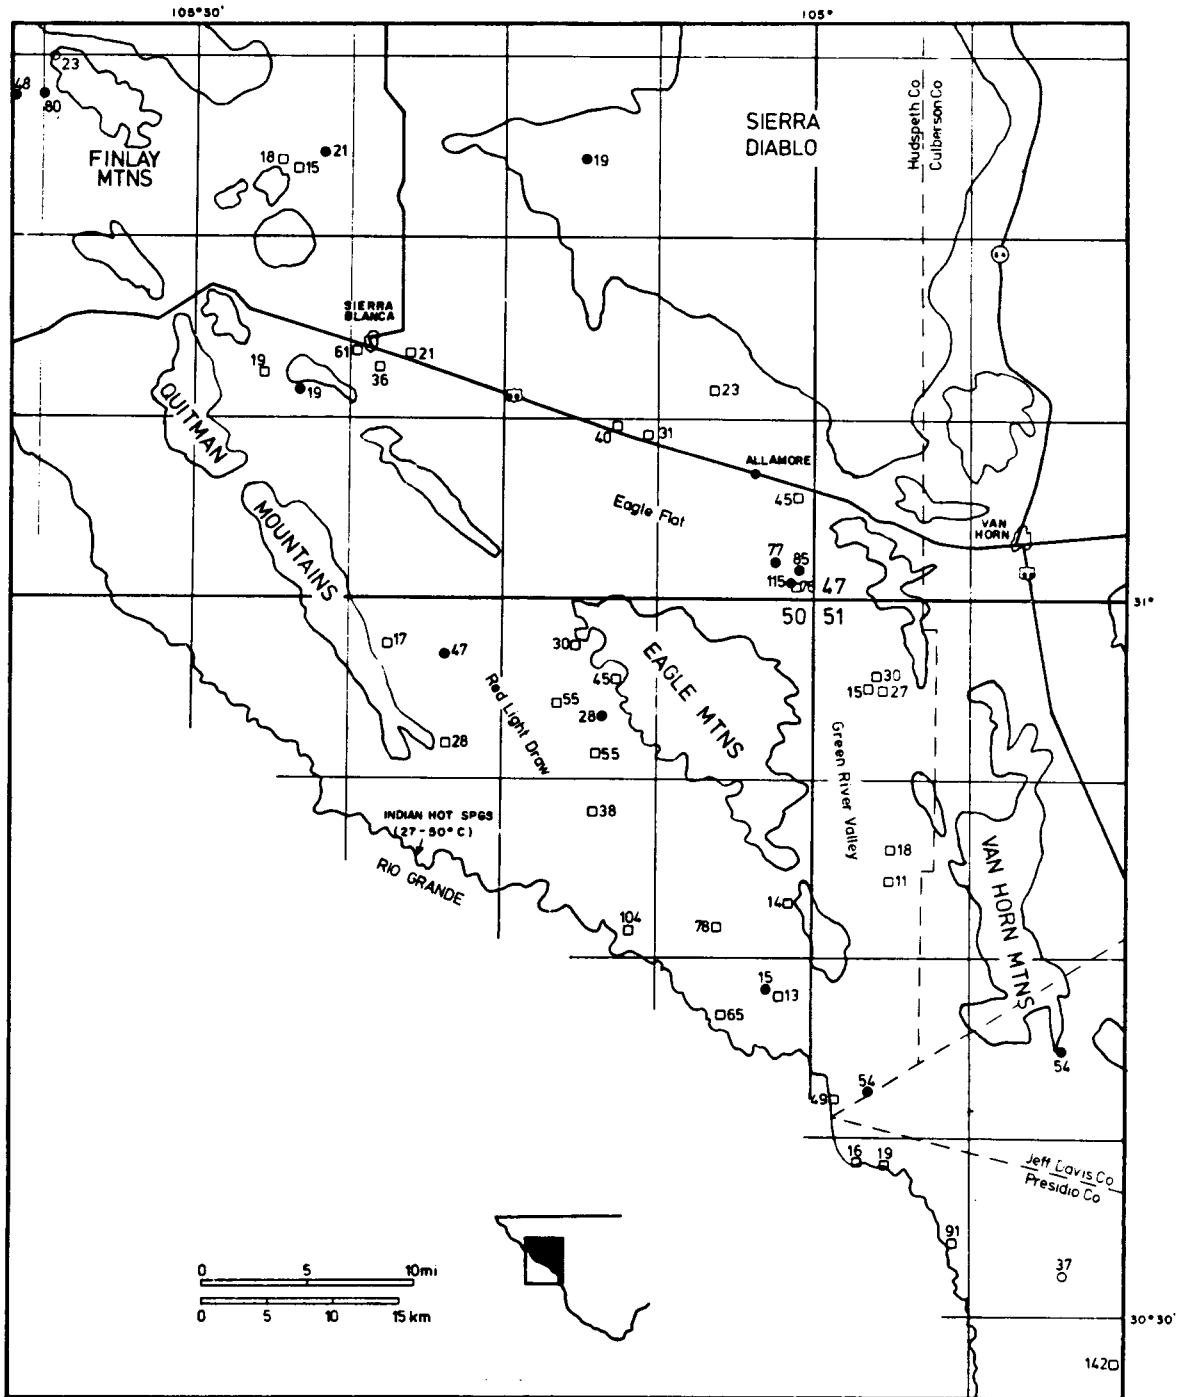 105°30'
105°
23
48
80
FINLAY
MTNS
18
15
21
19
SIERRA
DIABLO
Hudspeth Co
Culberson Co
54
SIERRA
BLANCA
61
21
19
36
19
23
QUITMAN
40
31
ALLAMORE
45
Eagle Flat
VAN
HORN
MOUNTAINS
77
85
115
47
31°
50
51
17
47
30
EAGLE MTNS
45
30
15
27
55
28
Red Light Draw
28
55
Green River Valley
38
INDIAN HOT SPGS
(27-50°C)
RIO GRANDE
18
11
VAN HORN MTNS
14
104
78
15
13
65
54
54
49
16
19
Jeff Davis Co
Presidio Co
91
37
0 5 10mi
0 5 10 15km
30°30'
142